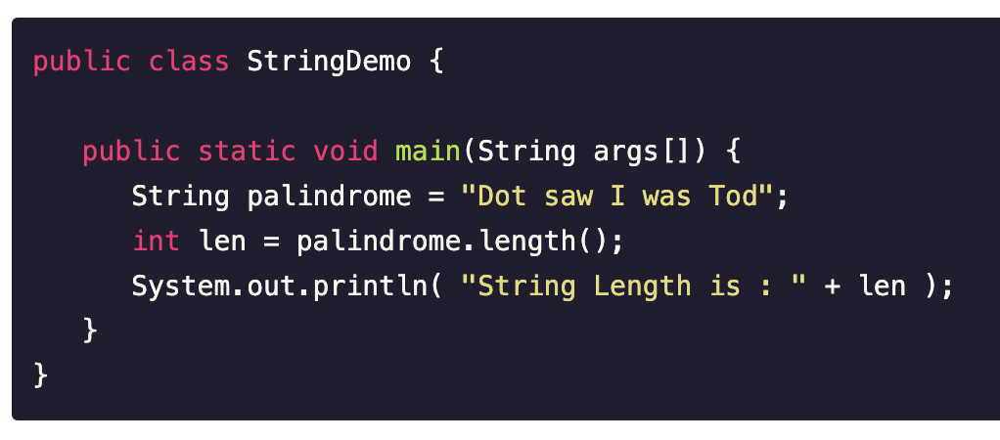 public class StringDemo {
public static void main(String args[]) {
String palindrome = "Dot saw I was Tod";
int len = palindrome.length();
System.out.println( "String Length is : " + len );
}
}